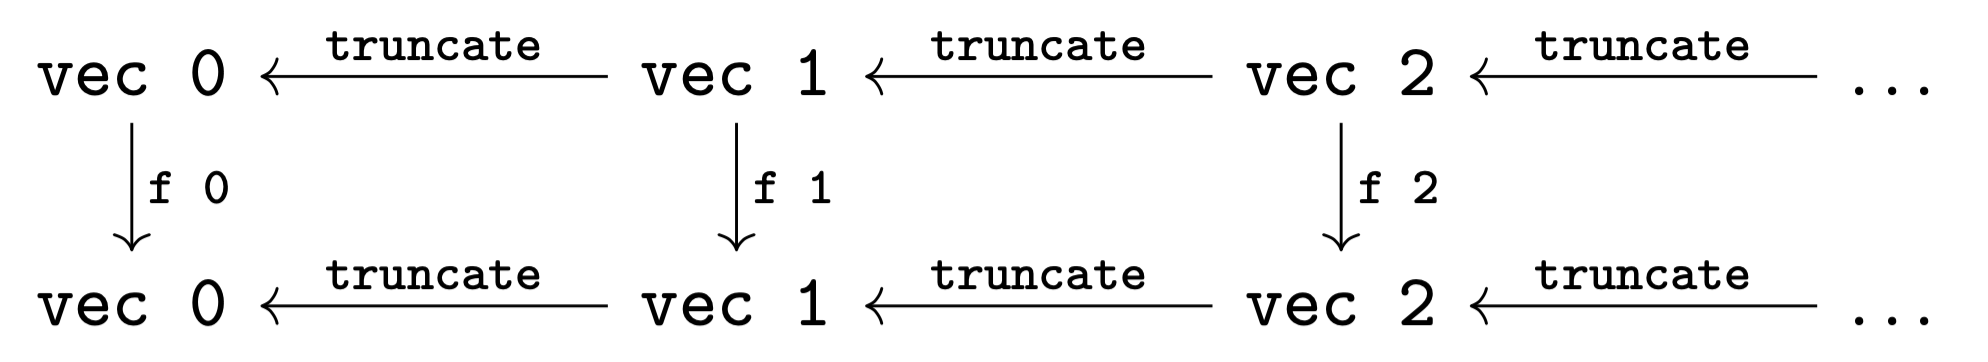 truncate truncate truncate
vec 0 vec 1 vec 2 ...
f 0 f 1 f 2
truncate truncate truncate
vec 0 vec 1 vec 2 ...